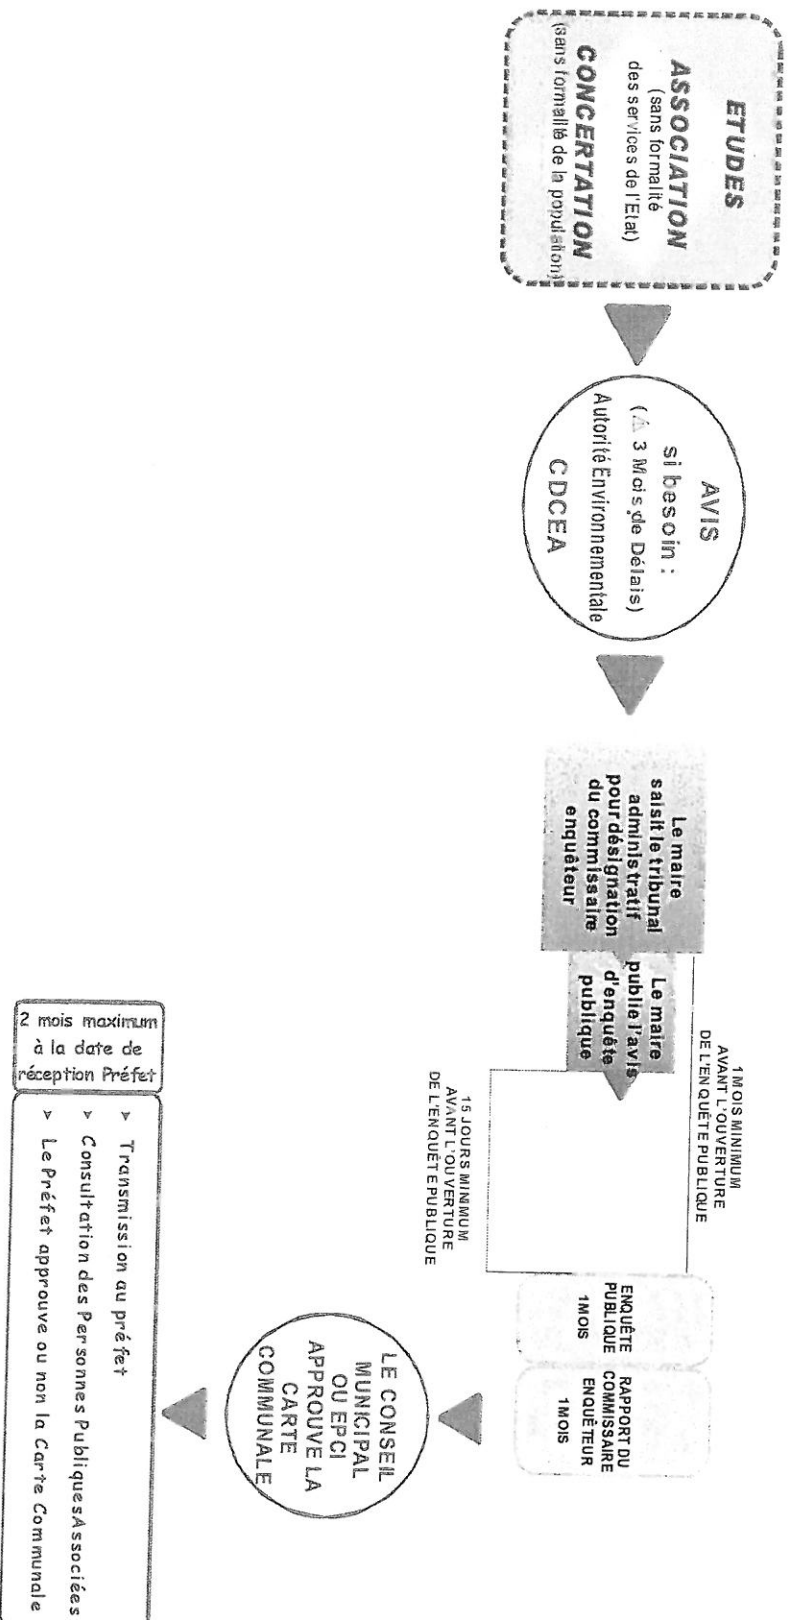 ETUDES
ASSOCIATION
(sans formalité
des services de l'Etat)
CONCERTATION
(sans formalité de la population)
AVIS
si besoin :
(⚠ 3 Mois de Délais)
Autorité Environnementale
CDCEA
Le maire
saisit le tribunal
administratif
pour désignation
du commissaire
enquêteur
Le maire
publie l'avis
d'enquête
publique
1 MOIS MINIMUM
AVANT L'OUVERTURE
DE L'ENQUÊTE PUBLIQUE
15 JOURS MINIMUM
AVANT L'OUVERTURE
DE L'ENQUÊTE PUBLIQUE
ENQUÊTE
PUBLIQUE
1 MOIS
RAPPORT DU
COMMISSAIRE
ENQUÊTEUR
1 MOIS
LE CONSEIL
MUNICIPAL
OU EPCI
APPROUVE LA
CARTE
COMMUNALE
2 mois maximum
à la date de
réception Préfet
➢ Transmission au préfet
➢ Consultation des Personnes Publiques Associées
➢ Le Préfet approuve ou non la Carte Communale